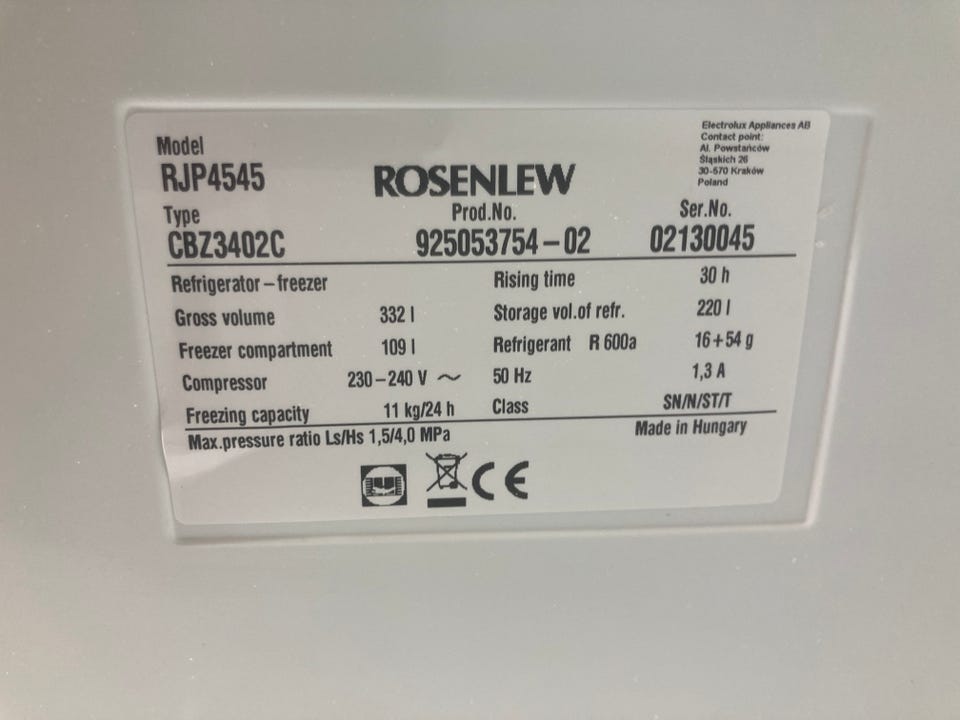 Electrolux Appliances AB
Contact point:
Al. Powstańców
Śląskich 26
30-570 Kraków
Poland
Model
RJP4545
ROSENLEW
Type
Prod.No.
Ser.No.
CBZ3402C 925053754-02 02130045
Refrigerator-freezer Rising time 30 h
Gross volume 332 l Storage vol.of refr. 220 l
Freezer compartment 109 l Refrigerant R 600a 16+54 g
Compressor 230-240 V ~ 50 Hz 1,3 A
Freezing capacity 11 kg/24 h Class SN/N/ST/T
Max.pressure ratio Ls/Hs 1,5/4,0 MPa Made in Hungary
CE